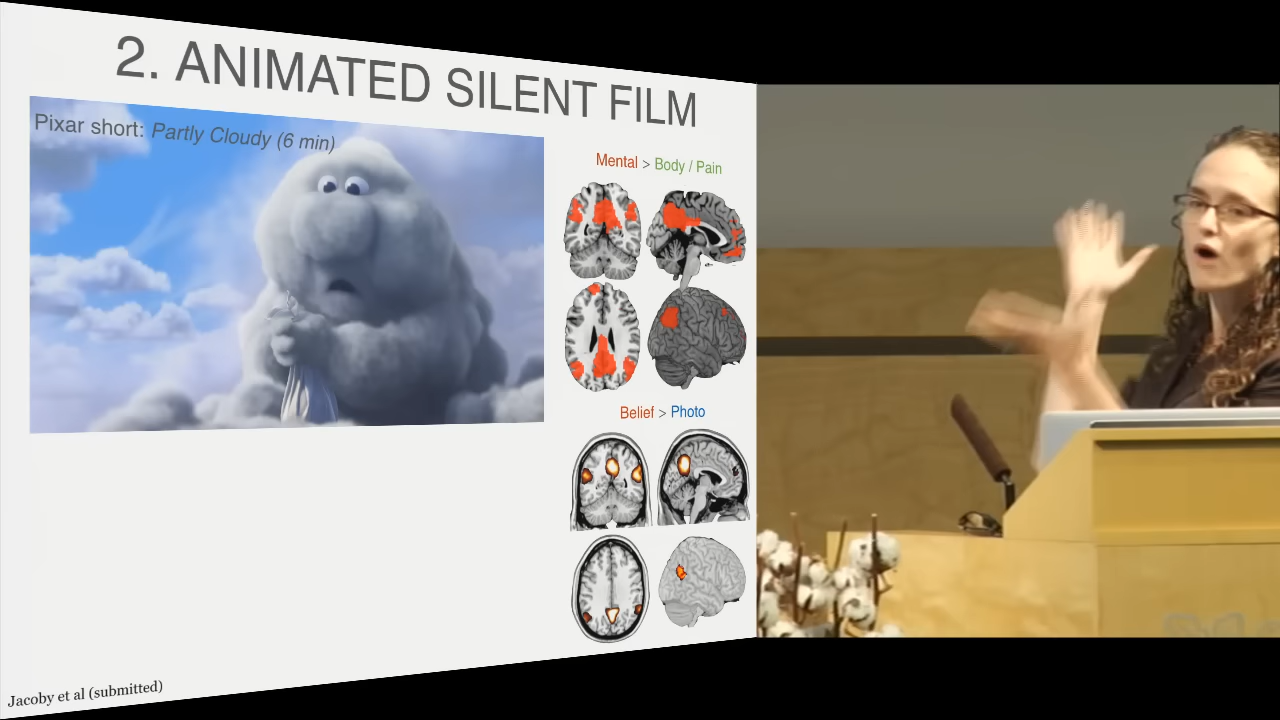 2. ANIMATED SILENT FILM
Pixar short: Partly Cloudy (6 min)
Mental > Body / Pain
Belief > Photo
Jacoby et al (submitted)